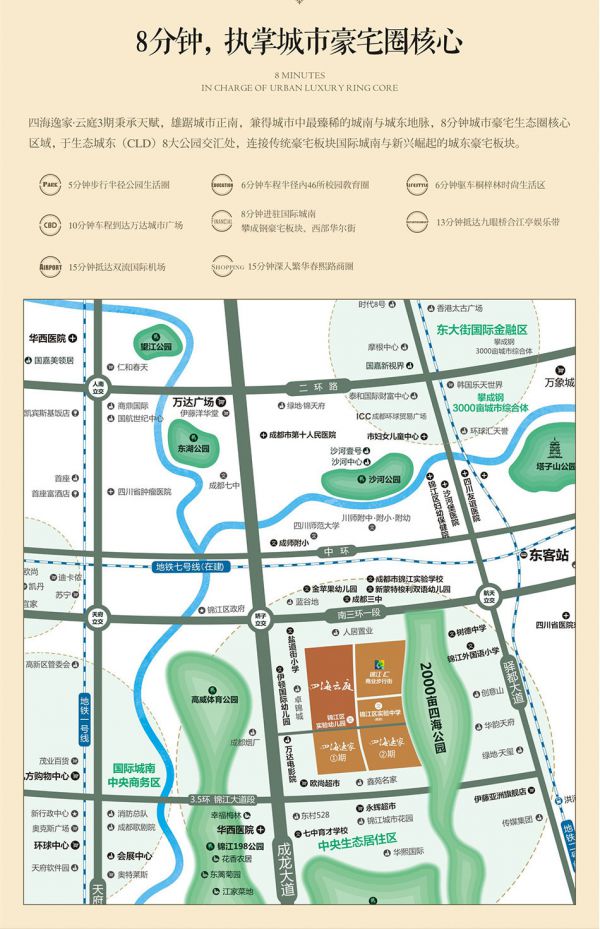 8分钟，执掌城市豪宅圈核心
8 MINUTES
IN CHARGE OF URBAN LUXURY RING CORE
四海逸家·云庭3期秉承天赋，雄踞城市正南，兼得城市中最臻稀的城南与城东地脉，8分钟城市豪宅生态圈核心
区域，于生态城东（CLD）8大公园交汇处，连接传统豪宅板块国际城南与新兴崛起的城东豪宅板块。
PARK 5分钟步行半径公园生活圈
EDUCATION 6分钟车程半径内46所校园教育圈
LIFESTYLE 6分钟驱车桐梓林时尚生活区
CBD 10分钟车程到达万达城市广场
FINANCIAL 8分钟进驻国际城南
攀成钢豪宅板块，西部华尔街
13分钟抵达九眼桥合江亭娱乐带
AIRPORT 15分钟抵达双流国际机场
SHOPPING 15分钟深入繁华春熙路商圈
时代8号
香港太古广场
华西医院
望江公园
东大街国际金融区
国嘉美领居
摩根中心
攀成钢
3000亩城市综合体
仁和春天
国嘉新视界
韩国乐天世界
万象城
人南
立交
二环路
泰和国际财富中心
攀成钢
3000亩城市综合体
万达广场
商鼎国际
伊藤洋华堂
绿地·锦天府
凯宾斯基饭店
国航世纪中心
ICC 成都环球贸易广场
成都市第十人民医院
市妇女儿童中心
环球汇天誉
东湖公园
沙河壹号
沙河中心
塔子山公园
首座
成都七中
沙河公园
首座富酒店
四川省肿瘤医院
锦江区妇幼保健院
沙河堡医院
四川友谊医院
川师附中·附小·附幼
四川师范大学
成师附小
中环
东客站
地铁七号线(在建)
欧尚
迪卡侬
凯丹
苏宁
宜家
成都市锦江实验学校
金苹果幼儿园
新蒙特梭利双语幼儿园
成都三中
蓝谷地
航天
立交
锦江区政府
南三环一段
天府
立交
娇子
立交
四川省医院
人居置业
树德中学
锦江外国语小学
驿都大道
盐道街小学
伊顿国际幼儿园
卓锦城
四海云庭
锦江汇
商业步行街
锦江区
实验幼儿园
锦江区实验中学
2000亩四海公园
高新区管委会
高威体育公园
创意山
地铁一号线
华韵天府
成都烟厂
万达电影院
四海逸家
①期
四海逸家
②期
绿地·天玺
茂业百货
国际城南
中央商务区
方购物中心
欧尚超市
鑫苑名家
3.5环 锦江大道段
伊藤亚洲旗舰店
新行政中心
消防总队
幸福梅林
东村528
永辉超市
锦江城市花园
传媒集团
奥克斯广场
成都歌剧院
华西医院
七中育才学校
环球中心
锦江198公园
中央生态居住区
会展中心
花香农居
成龙大道
华熙国际
天府软件园
奥特莱斯
东篱菊园
天府
江家菜地